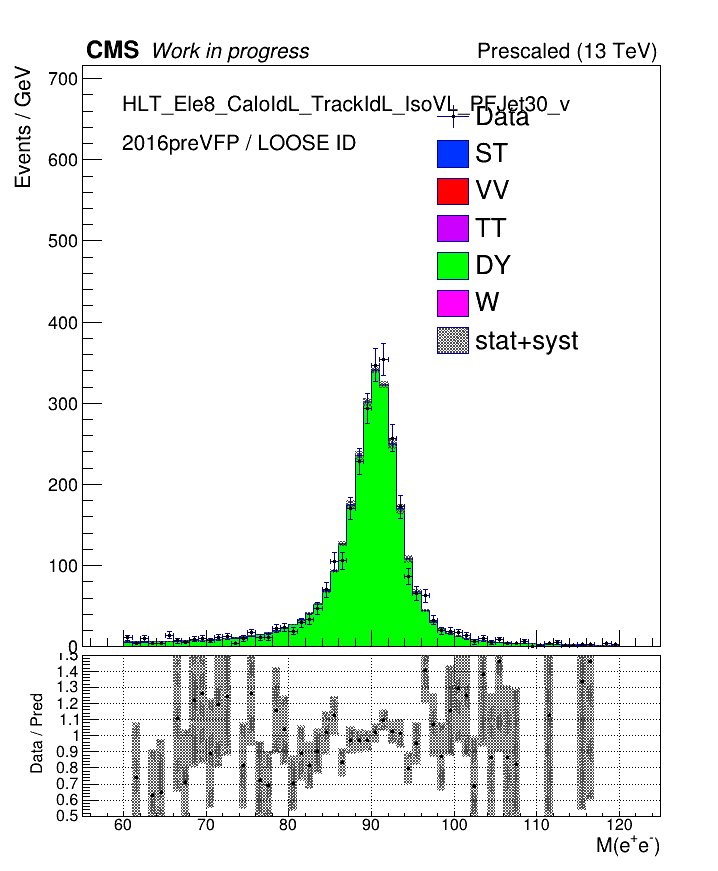 CMS Work in progress Prescaled (13 TeV)
Events / GeV
700
600
500
400
300
200
100
0
HLT_Ele8_CaloIdL_TrackIdL_IsoVL_PFJet30_v
2016preVFP / LOOSE ID
Data
ST
VV
TT
DY
W
stat+syst
Data / Pred
1.5
1.4
1.3
1.2
1.1
1
0.9
0.8
0.7
0.6
0.5
60 70 80 90 100 110 120
M(e+e-)